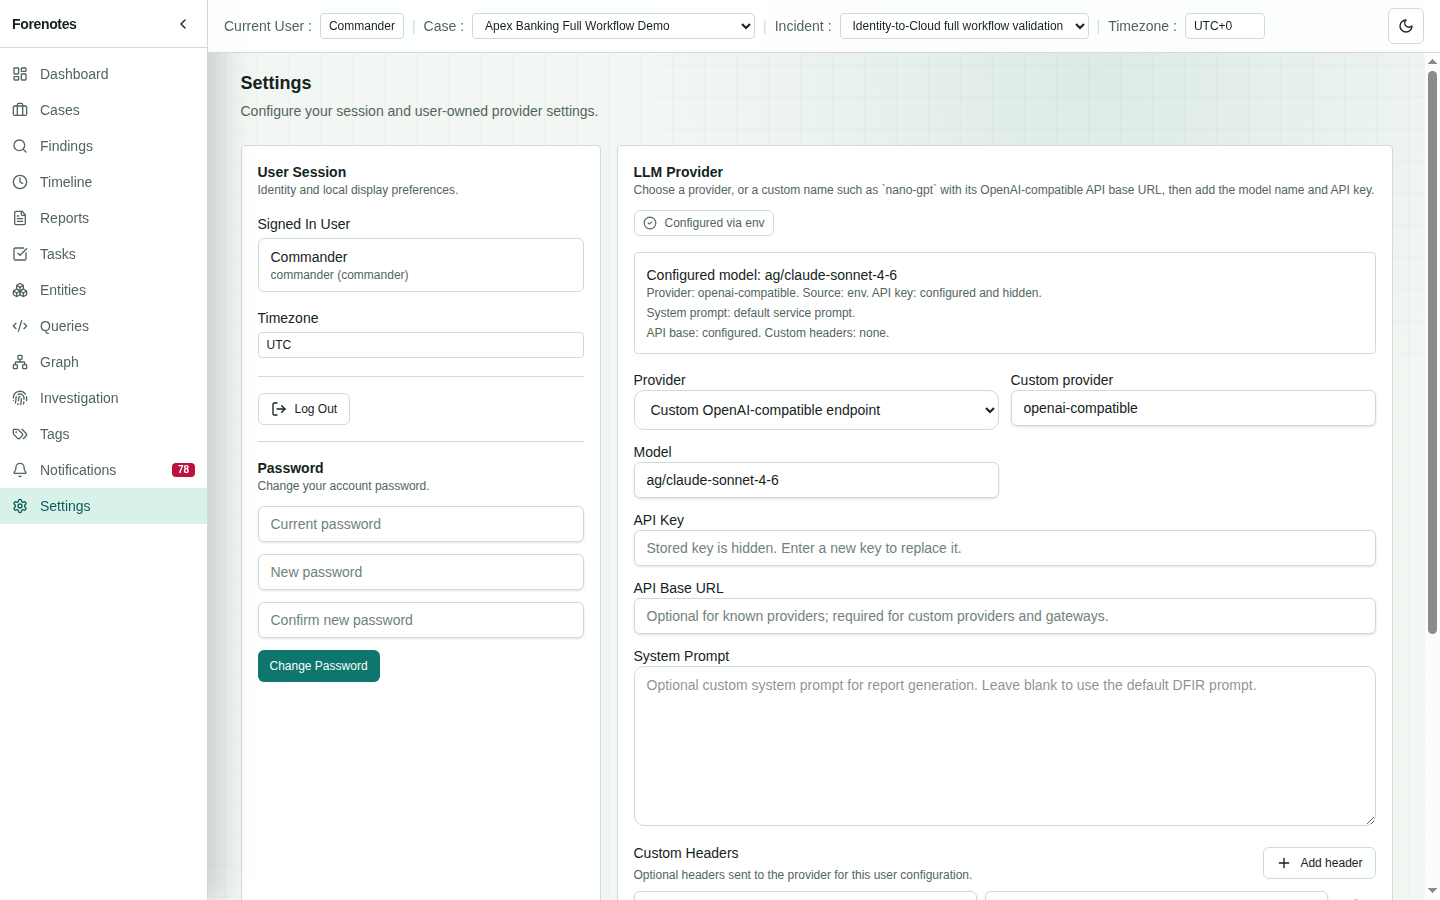 Forenotes
Current User :
Commander
|
Case :
Apex Banking Full Workflow Demo
|
Incident :
Identity-to-Cloud full workflow validation
|
Timezone :
UTC+0
Dashboard
Cases
Findings
Timeline
Reports
Tasks
Entities
Queries
Graph
Investigation
Tags
Notifications
78
Settings
Settings
Configure your session and user-owned provider settings.
User Session
Identity and local display preferences.
Signed In User
Commander
commander (commander)
Timezone
UTC
Log Out
Password
Change your account password.
Current password
New password
Confirm new password
Change Password
LLM Provider
Choose a provider, or a custom name such as `nano-gpt` with its OpenAI-compatible API base URL, then add the model name and API key.
Configured via env
Configured model: ag/claude-sonnet-4-6
Provider: openai-compatible. Source: env. API key: configured and hidden.
System prompt: default service prompt.
API base: configured. Custom headers: none.
Provider
Custom OpenAI-compatible endpoint
Custom provider
openai-compatible
Model
ag/claude-sonnet-4-6
API Key
Stored key is hidden. Enter a new key to replace it.
API Base URL
Optional for known providers; required for custom providers and gateways.
System Prompt
Optional custom system prompt for report generation. Leave blank to use the default DFIR prompt.
Custom Headers
Optional headers sent to the provider for this user configuration.
Add header